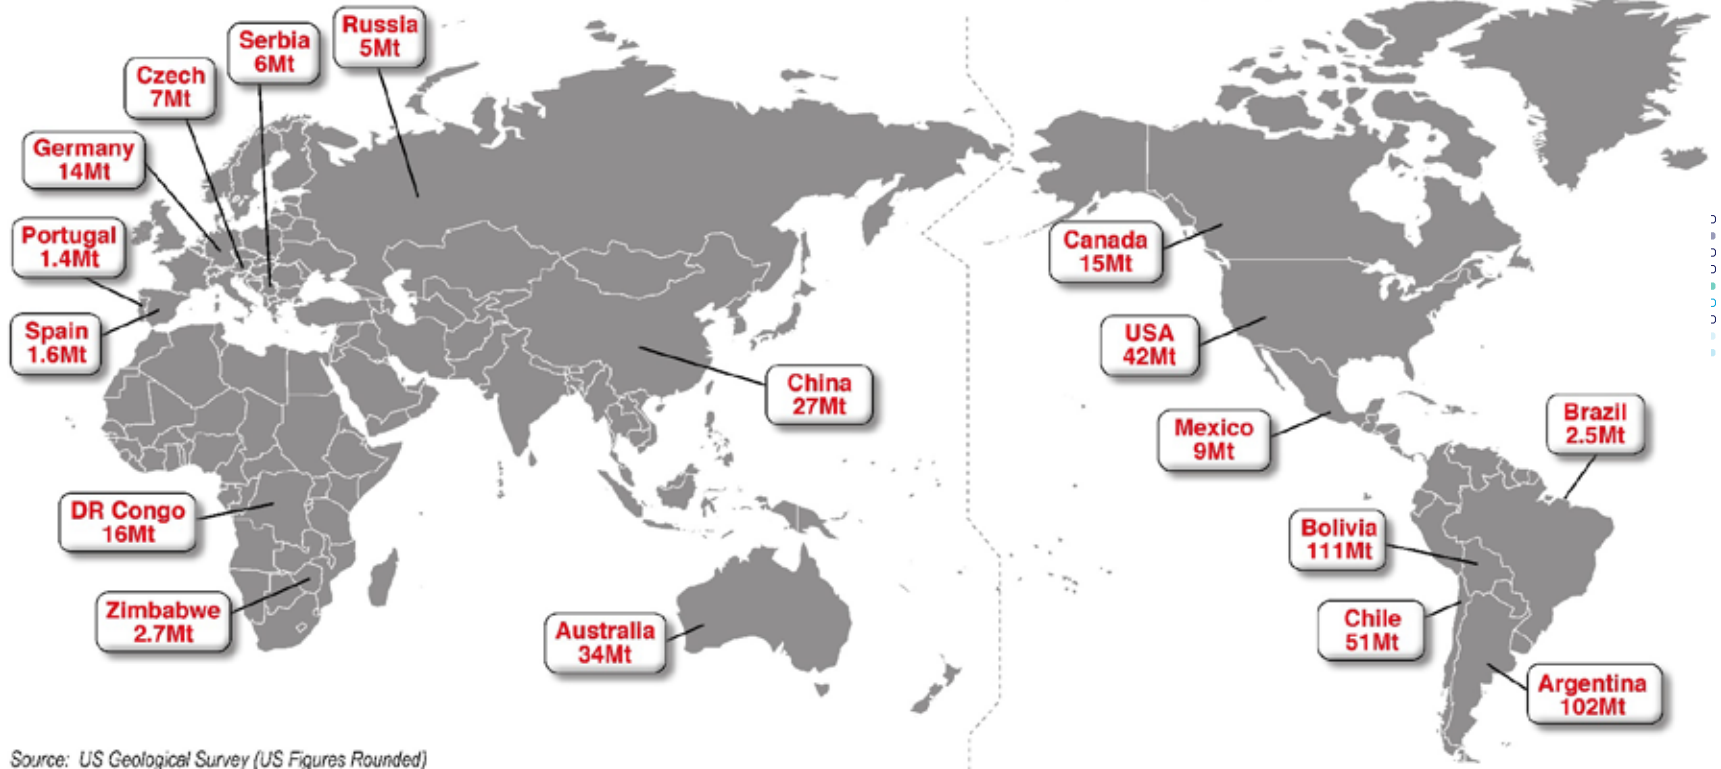 Russia
5Mt
Serbia
6Mt
Czech
7Mt
Germany
14Mt
Portugal
1.4Mt
Spain
1.6Mt
Canada
15Mt
USA
42Mt
China
27Mt
Mexico
9Mt
Brazil
2.5Mt
DR Congo
16Mt
Bolivia
111Mt
Zimbabwe
2.7Mt
Australia
34Mt
Chile
51Mt
Argentina
102Mt
Source: US Geological Survey (US Figures Rounded)